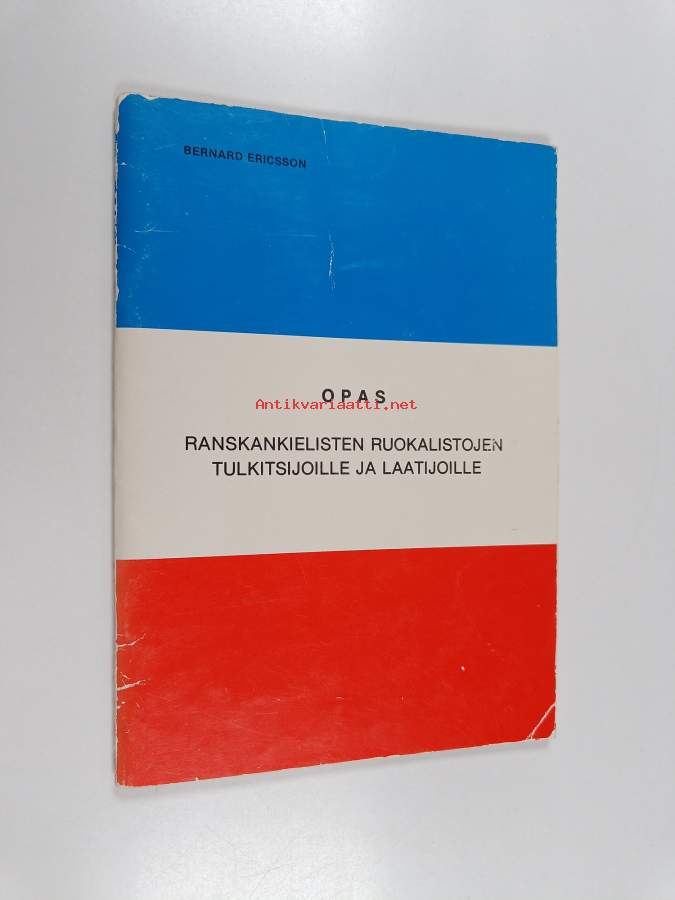 BERNARD ERICSSON
OPAS
Antikvariaatti.net
RANSKANKIELISTEN RUOKALISTOJEN
TULKITSIJOILLE JA LAATIJOILLE